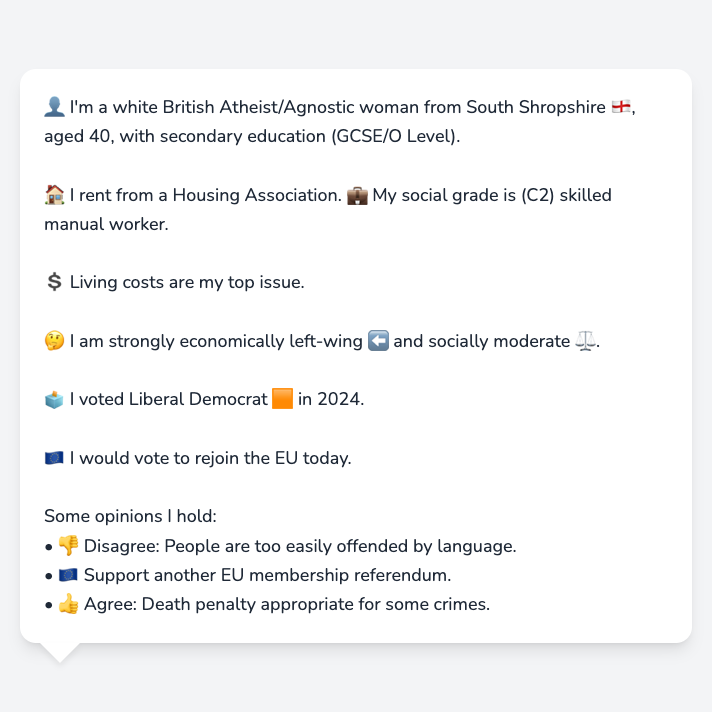 👤 I'm a white British Atheist/Agnostic woman from South Shropshire 🏴󠁧󠁢󠁥󠁮󠁧󠁿,
aged 40, with secondary education (GCSE/O Level).
🏠 I rent from a Housing Association. 💼 My social grade is (C2) skilled
manual worker.
💲 Living costs are my top issue.
🤔 I am strongly economically left-wing ⬅️ and socially moderate ⚖️.
🗳️ I voted Liberal Democrat 🟧 in 2024.
🇪🇺 I would vote to rejoin the EU today.
Some opinions I hold:
• 👎 Disagree: People are too easily offended by language.
• 🇪🇺 Support another EU membership referendum.
• 👍 Agree: Death penalty appropriate for some crimes.